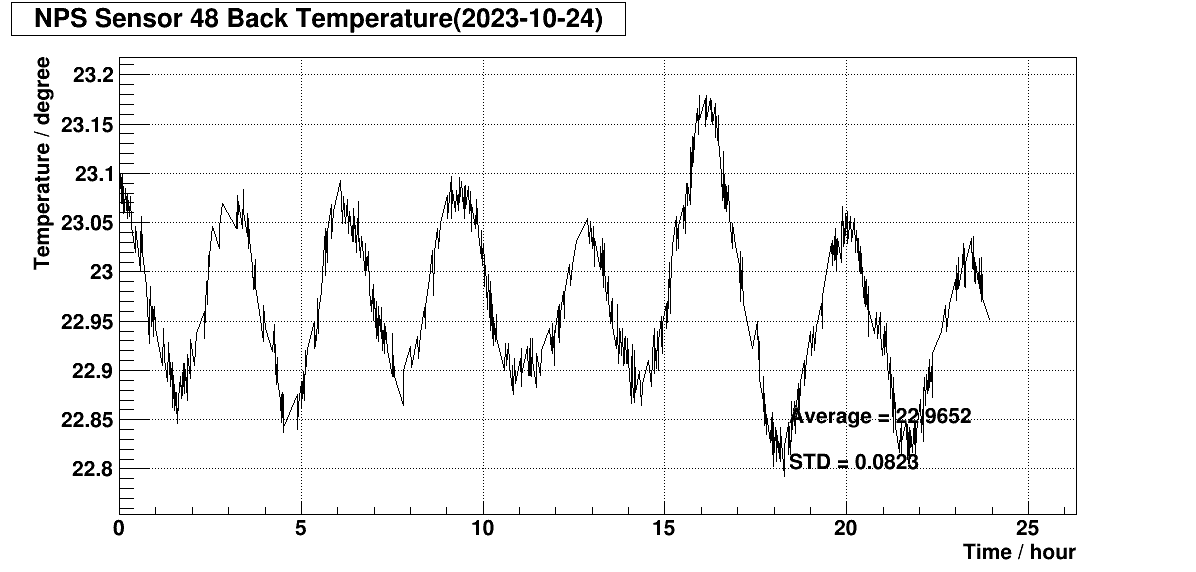 NPS Sensor 48 Back Temperature(2023-10-24)
Temperature / degree
23.2
23.15
23.1
23.05
23
22.95
22.9
22.85
22.8
Average = 22.9652
STD = 0.0823
0 5 10 15 20 25
Time / hour